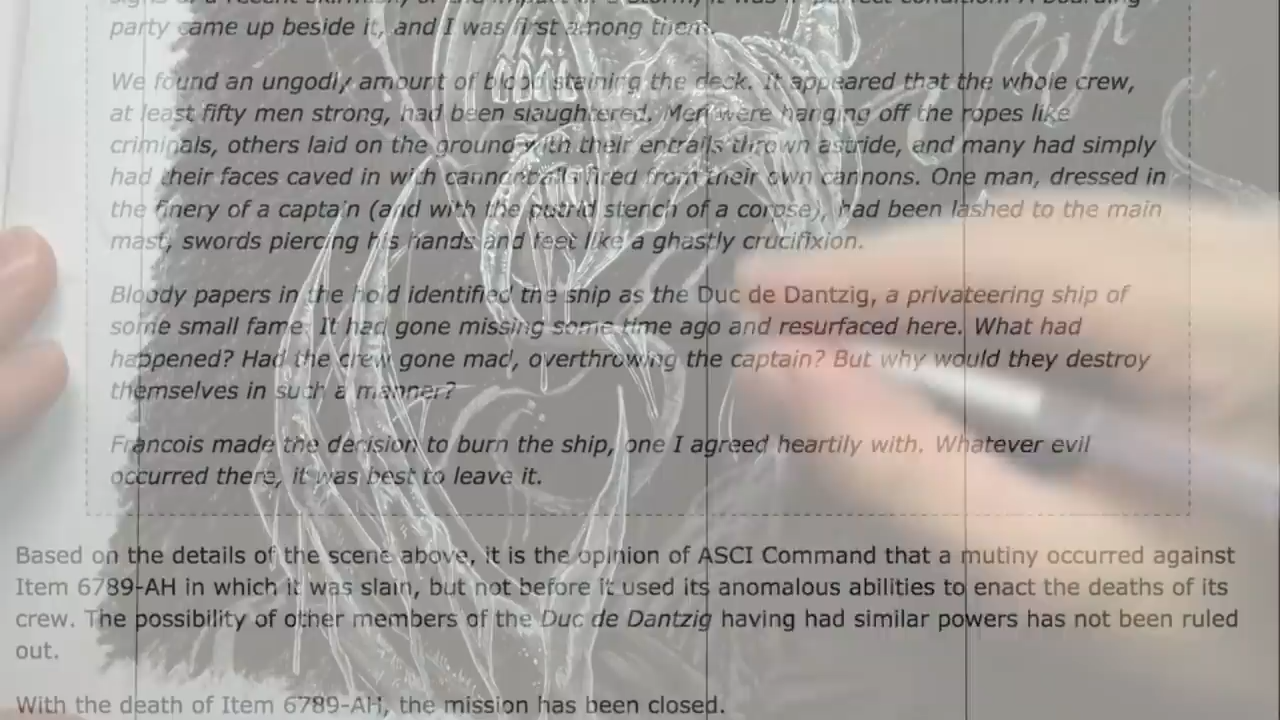 party came up beside it, and I was first among them.
We found an ungodly amount of blood staining the deck. It appeared that the whole crew,
at least fifty men strong, had been slaughtered. Men were hanging off the ropes like
criminals, others laid on the ground with their entrails thrown astride, and many had simply
had their faces caved in with cannonballs fired from their own cannons. One man, dressed in
the finery of a captain (and with the putrid stench of a corpse), had been lashed to the main
mast, swords piercing his hands and feet like a ghastly crucifixion.
Bloody papers in the hold identified the ship as the Duc de Dantzig, a privateering ship of
some small fame. It had gone missing some time ago and resurfaced here. What had
happened? Had the crew gone mad, overthrowing the captain? But why would they destroy
themselves in such a manner?
Francois made the decision to burn the ship, one I agreed heartily with. Whatever evil
occurred there, it was best to leave it.
Based on the details of the scene above, it is the opinion of ASCI Command that a mutiny occurred against
Item 6789-AH in which it was slain, but not before it used its anomalous abilities to enact the deaths of its
crew. The possibility of other members of the Duc de Dantzig having had similar powers has not been ruled
out.
With the death of Item 6789-AH, the mission has been closed.